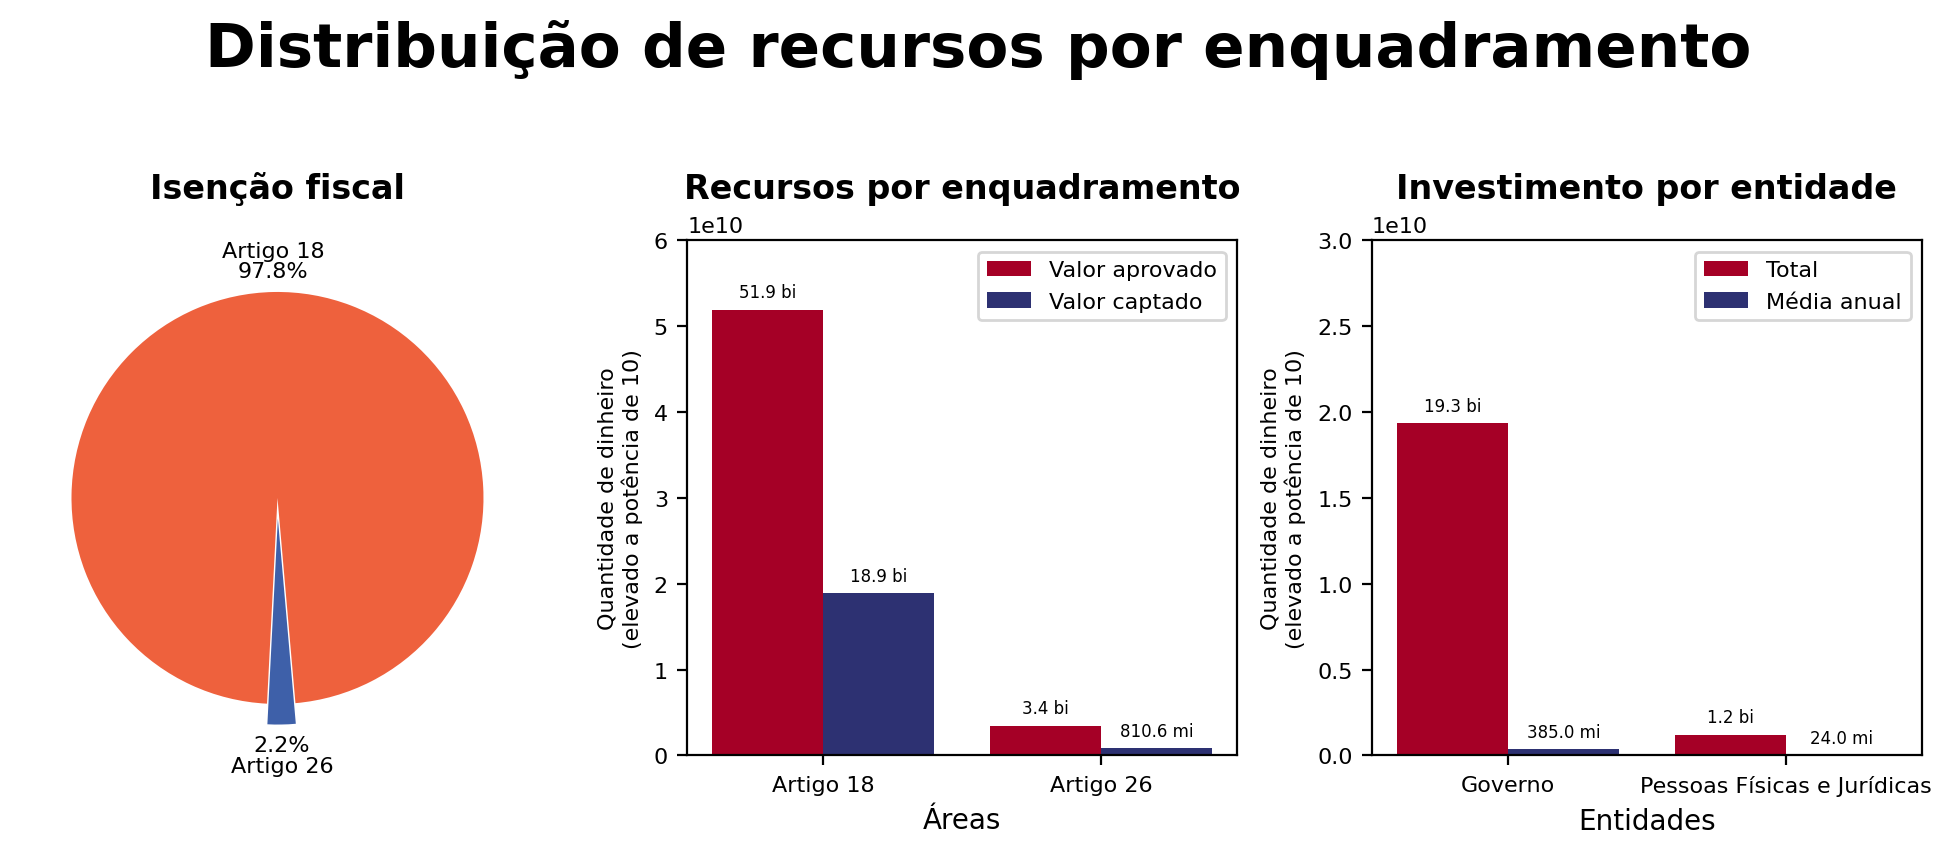 Distribuição de recursos por enquadramento
Isenção fiscal
Artigo 18
97.8%
2.2%
Artigo 26
Recursos por enquadramento
1e10
6
5
4
3
2
1
0
Quantidade de dinheiro
(elevado a potência de 10)
Valor aprovado
Valor captado
51.9 bi
18.9 bi
3.4 bi
810.6 mi
Artigo 18
Artigo 26
Áreas
Investimento por entidade
1e10
3.0
2.5
2.0
1.5
1.0
0.5
0.0
Quantidade de dinheiro
(elevado a potência de 10)
Total
Média anual
19.3 bi
385.0 mi
1.2 bi
24.0 mi
Governo
Pessoas Físicas e Jurídicas
Entidades